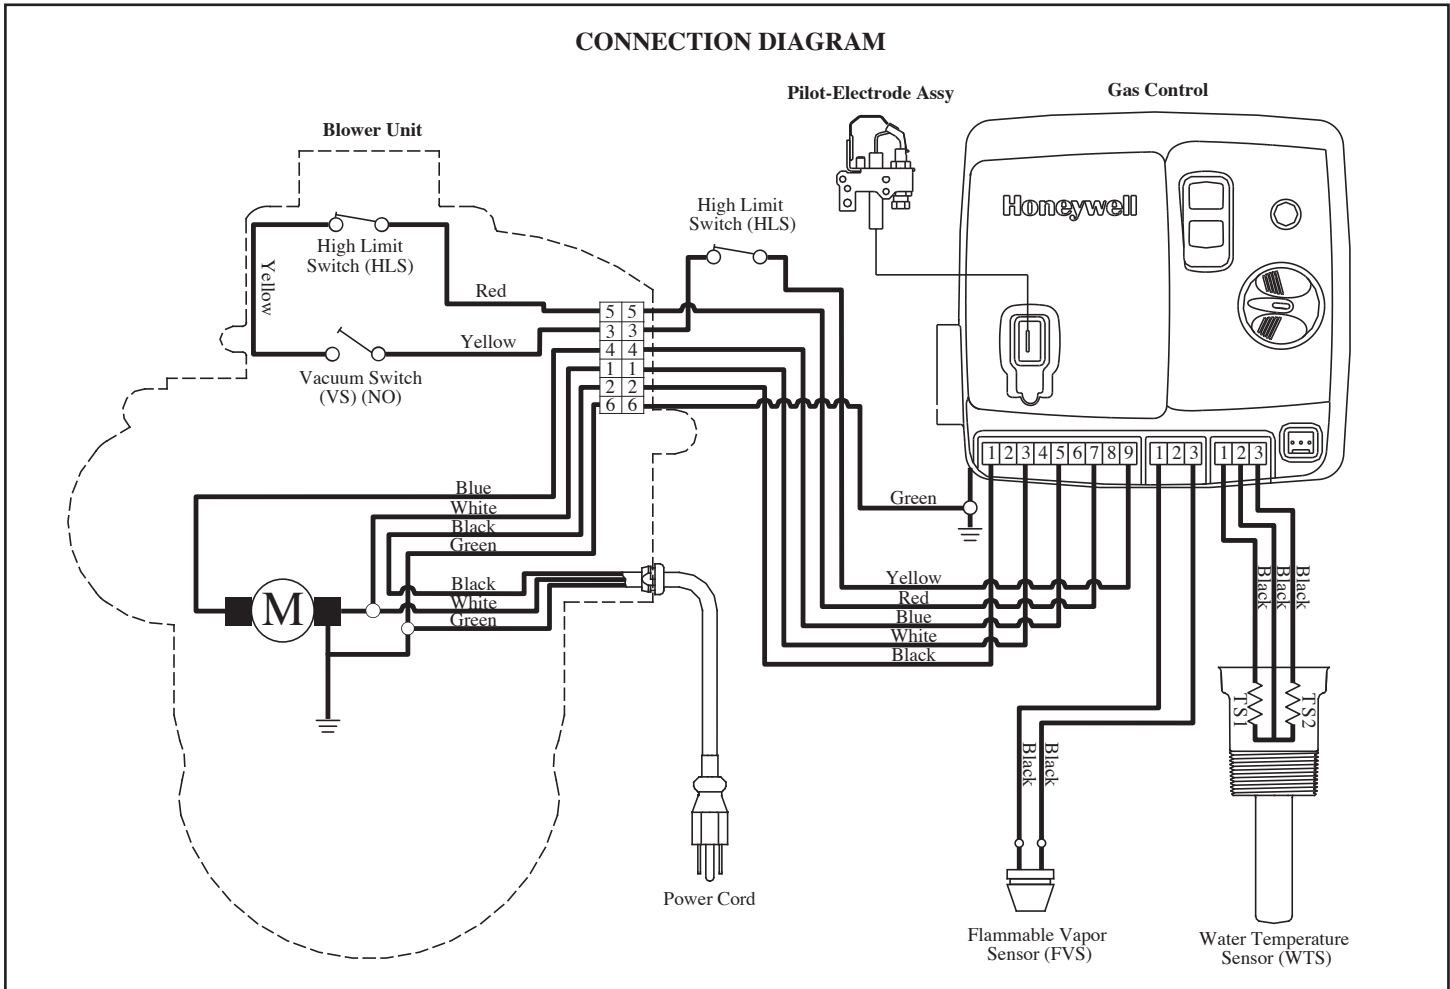 CONNECTION DIAGRAM
Pilot-Electrode Assy
Gas Control
Blower Unit
High Limit
Switch (HLS)
High Limit
Switch (HLS)
Yellow
Red
Yellow
Vacuum Switch
(VS) (NO)
5 5
3 3
4 4
1 1
2 2
6 6
Honeywell
1 2 3 4 5 6 7 8 9
1 2 3
1 2 3
Blue
White
Black
Green
Green
Black
White
Green
M
Yellow
Red
Blue
White
Black
Black
Black
Black
TS1
TS2
Black
Black
Power Cord
Flammable Vapor
Sensor (FVS)
Water Temperature
Sensor (WTS)